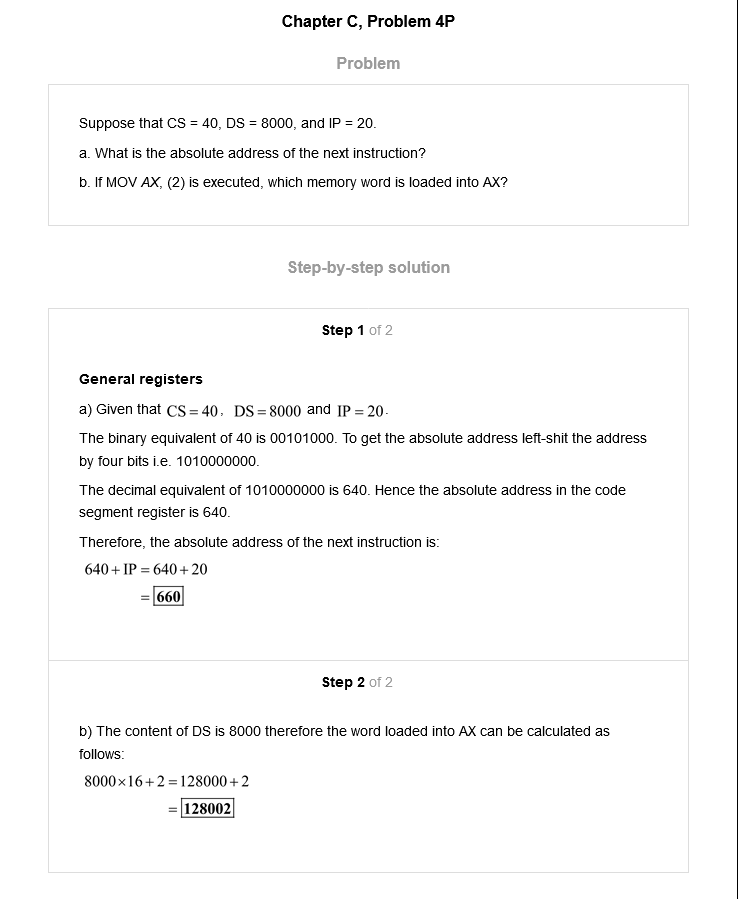 Chapter C, Problem 4P
Problem
Suppose that CS = 40, DS = 8000, and IP = 20.
a. What is the absolute address of the next instruction?
b. If MOV AX, (2) is executed, which memory word is loaded into AX?
Step-by-step solution
Step 1 of 2
General registers
a) Given that CS = 40, DS = 8000 and IP = 20.
The binary equivalent of 40 is 00101000. To get the absolute address left-shit the address
by four bits i.e. 1010000000.
The decimal equivalent of 1010000000 is 640. Hence the absolute address in the code
segment register is 640.
Therefore, the absolute address of the next instruction is:
640 + IP = 640 + 20
= 660
Step 2 of 2
b) The content of DS is 8000 therefore the word loaded into AX can be calculated as
follows:
8000×16 + 2 = 128000 + 2
= 128002